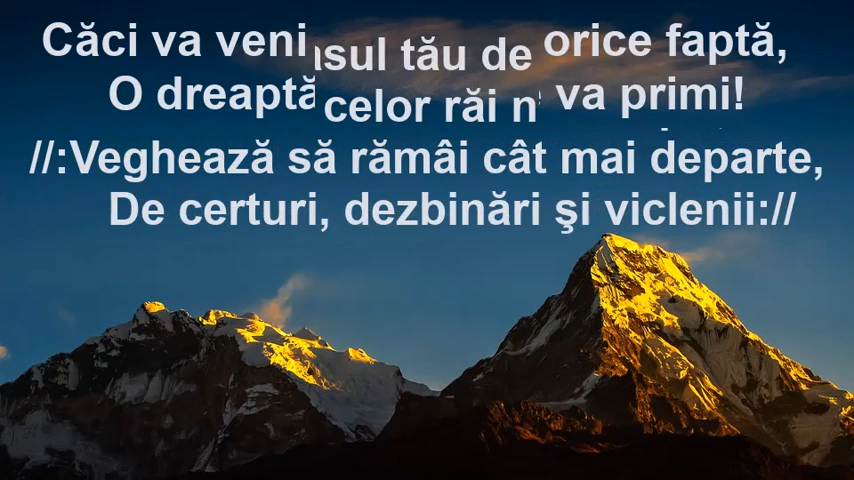 Căci va veni tău de orice faptă,
O dreaptă celor răi va primi!
//:Veghează să rămâi cât mai departe,
De certuri, dezbinări şi viclenii://